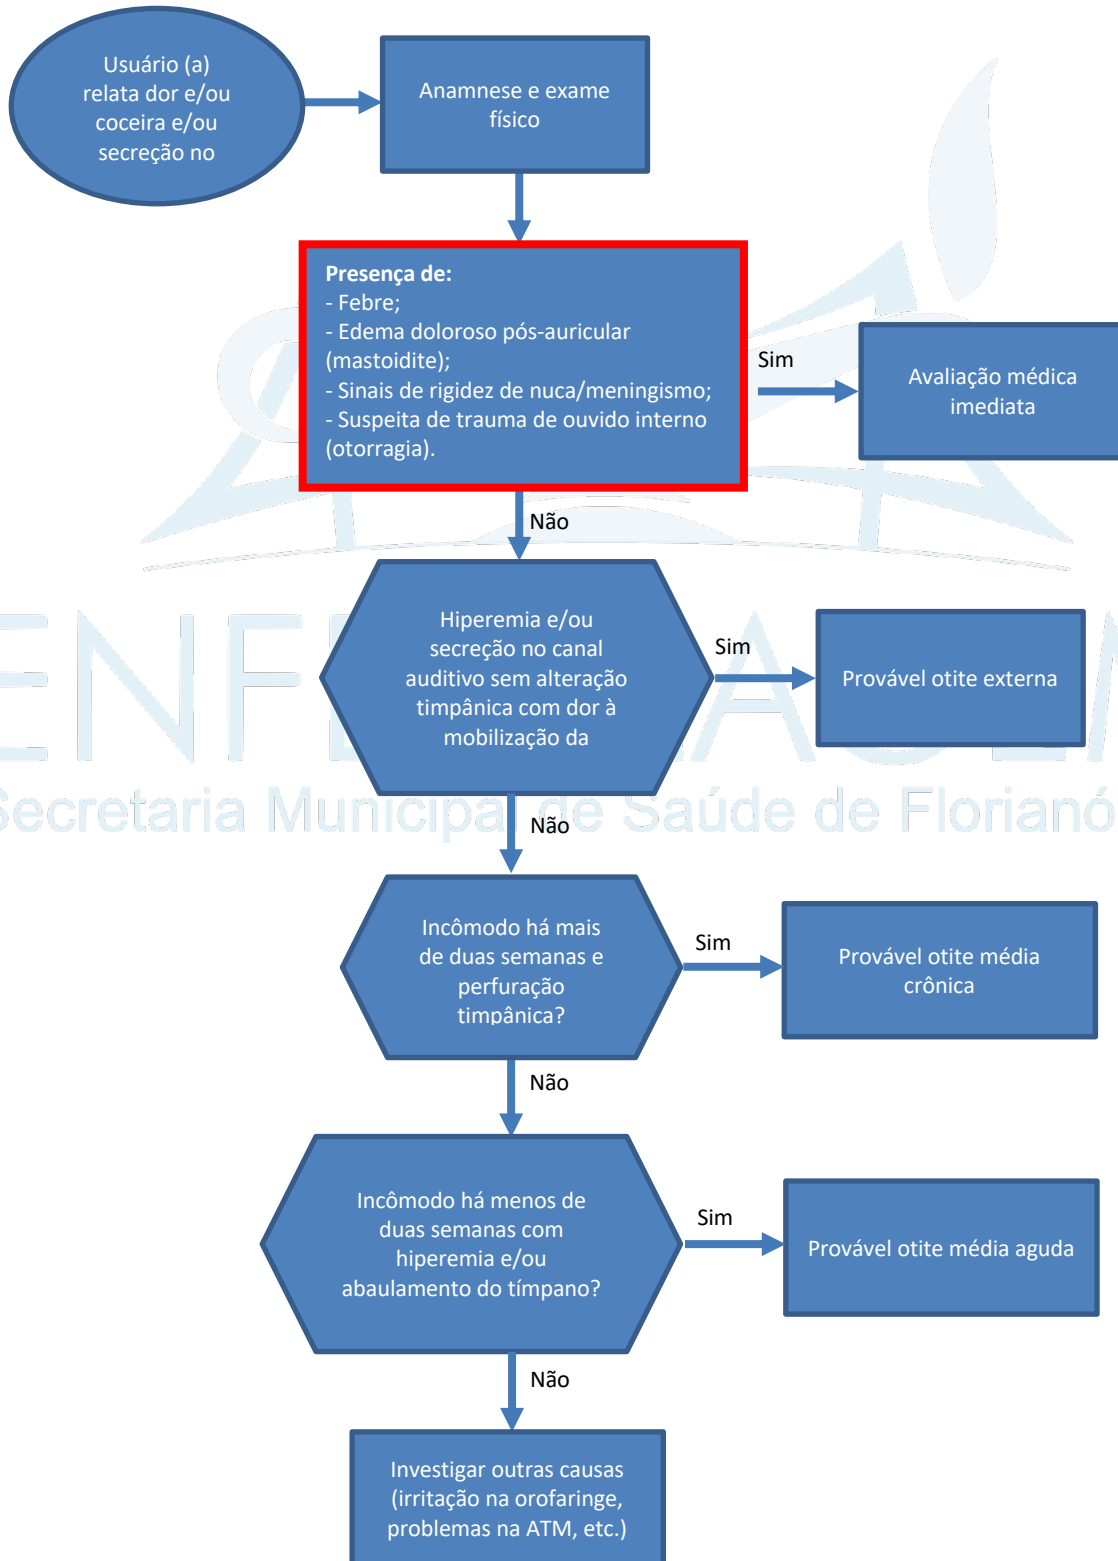 Usuário (a)
relata dor e/ou
coceira e/ou
secreção no
Anamnese e exame
físico
Presença de:
- Febre;
- Edema doloroso pós-auricular
(mastoidite);
- Sinais de rigidez de nuca/meningismo;
- Suspeita de trauma de ouvido interno
(otorragia).
Sim
Avaliação médica
imediata
Não
Hiperemia e/ou
secreção no canal
auditivo sem alteração
timpânica com dor à
mobilização da
Sim
Provável otite externa
Secretaria Municipal de Saúde de Florianó
Não
Incômodo há mais
de duas semanas e
perfuração
timpânica?
Sim
Provável otite média
crônica
Não
Incômodo há menos de
duas semanas com
hiperemia e/ou
abaulamento do tímpano?
Sim
Provável otite média aguda
Não
Investigar outras causas
(irritação na orofaringe,
problemas na ATM, etc.)